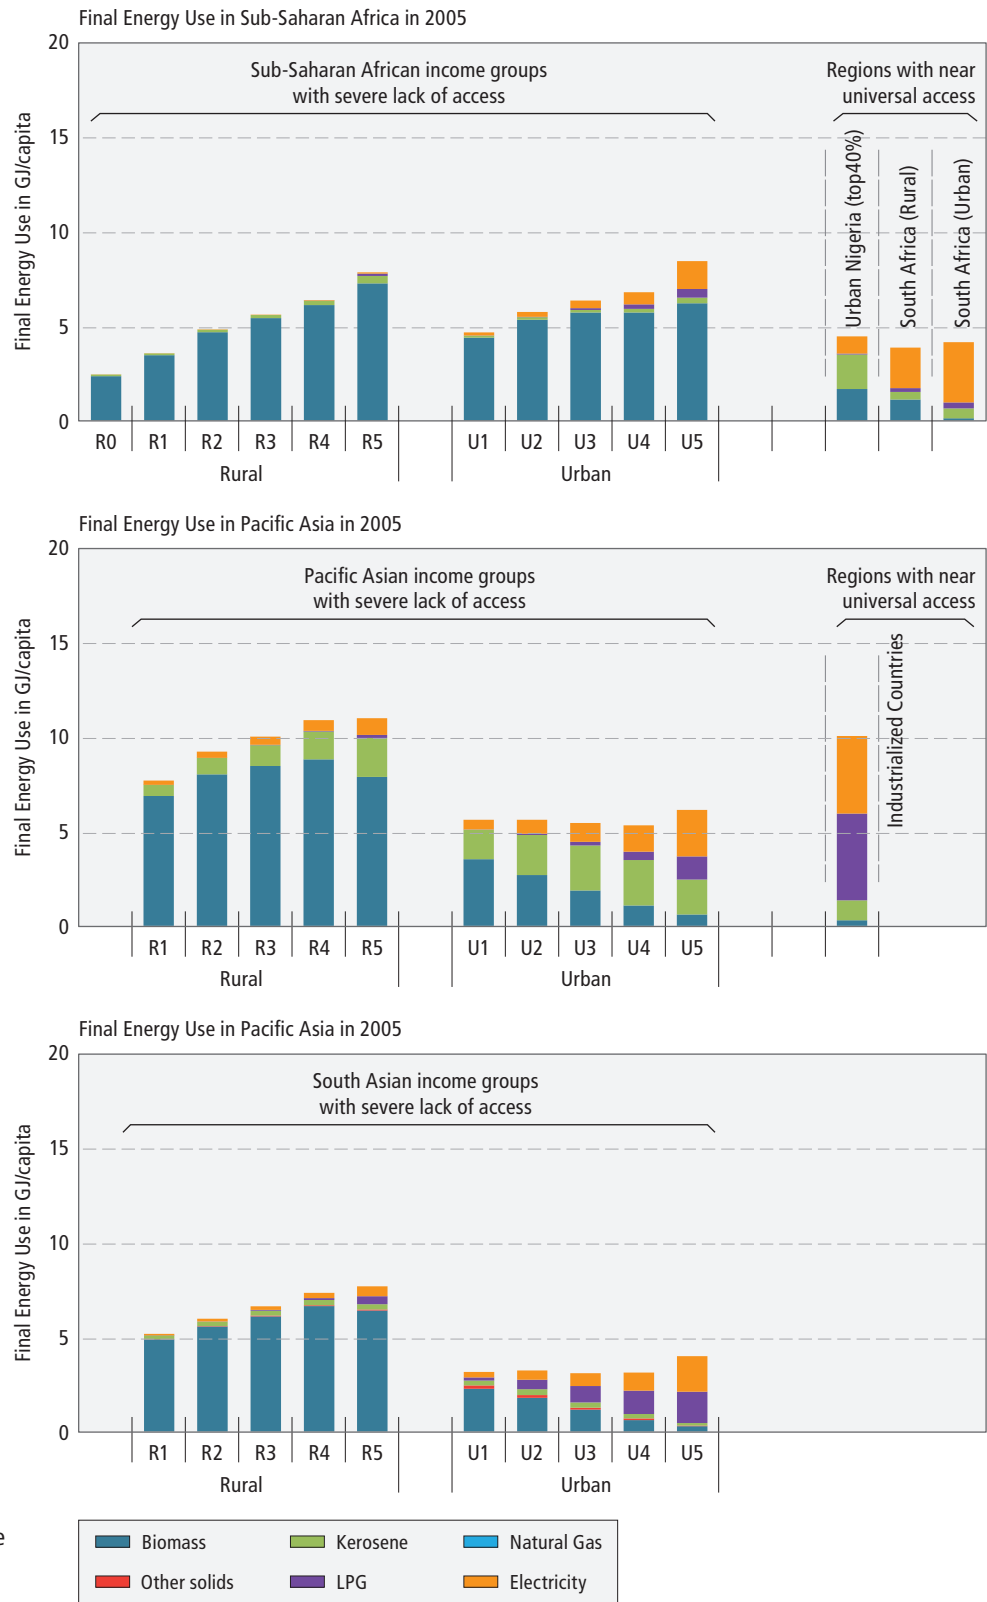 Final Energy Use in Sub-Saharan Africa in 2005
20
Sub-Saharan African income groups
with severe lack of access
Regions with near
universal access
15
10
5
0
Final Energy Use in GJ/capita
Urban Nigeria (top40%)
South Africa (Rural)
South Africa (Urban)
R0 R1 R2 R3 R4 R5 U1 U2 U3 U4 U5
Rural Urban
Final Energy Use in Pacific Asia in 2005
20
Pacific Asian income groups
with severe lack of access
Regions with near
universal access
15
10
5
0
Final Energy Use in GJ/capita
Industrialized Countries
R1 R2 R3 R4 R5 U1 U2 U3 U4 U5
Rural Urban
Final Energy Use in Pacific Asia in 2005
20
South Asian income groups
with severe lack of access
15
10
5
0
Final Energy Use in GJ/capita
R1 R2 R3 R4 R5 U1 U2 U3 U4 U5
Rural Urban
Biomass Kerosene Natural Gas
Other solids LPG Electricity